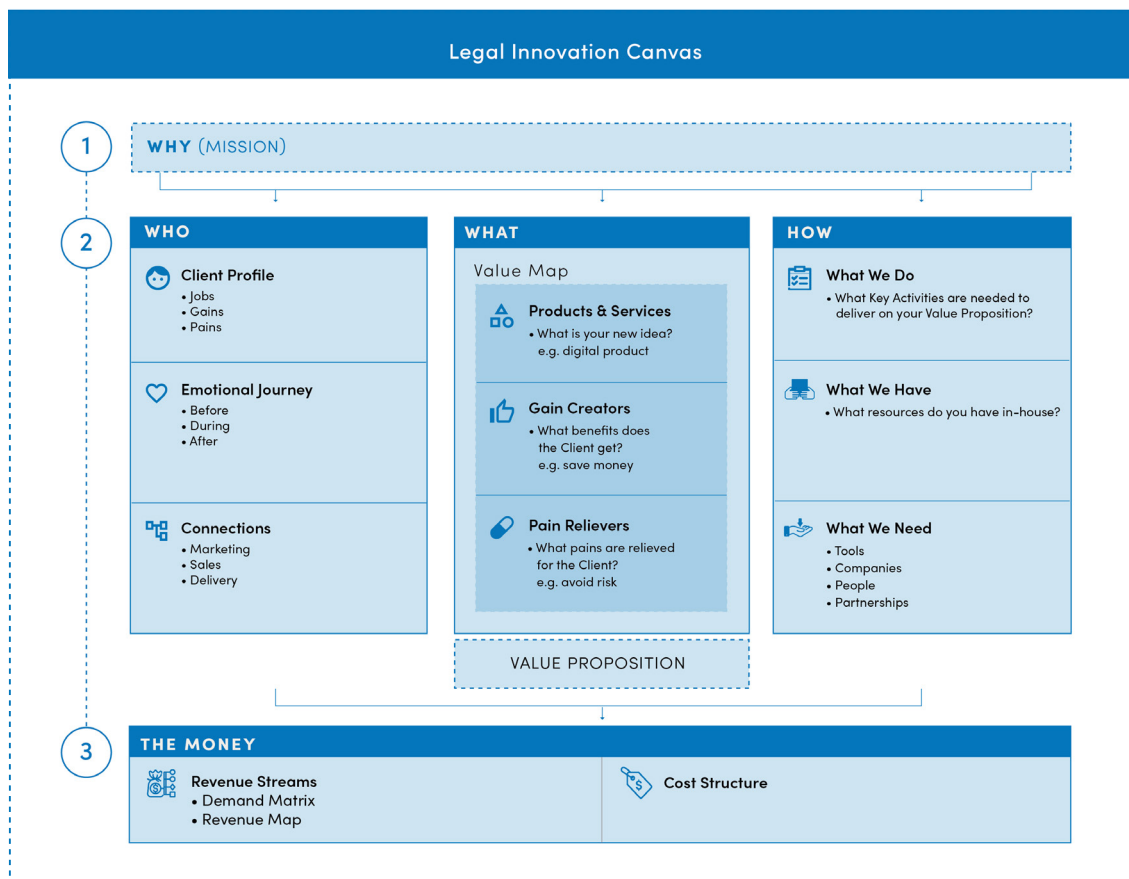 Legal Innovation Canvas
1
WHY (MISSION)
2
WHO
Client Profile
• Jobs
• Gains
• Pains
Emotional Journey
• Before
• During
• After
Connections
• Marketing
• Sales
• Delivery
WHAT
Value Map
Products & Services
• What is your new idea?
e.g. digital product
Gain Creators
• What benefits does
the Client get?
e.g. save money
Pain Relievers
• What pains are relieved
for the Client?
e.g. avoid risk
HOW
What We Do
• What Key Activities are needed to
deliver on your Value Proposition?
What We Have
• What resources do you have in-house?
What We Need
• Tools
• Companies
• People
• Partnerships
VALUE PROPOSITION
3
THE MONEY
Revenue Streams
• Demand Matrix
• Revenue Map
$
Cost Structure
$